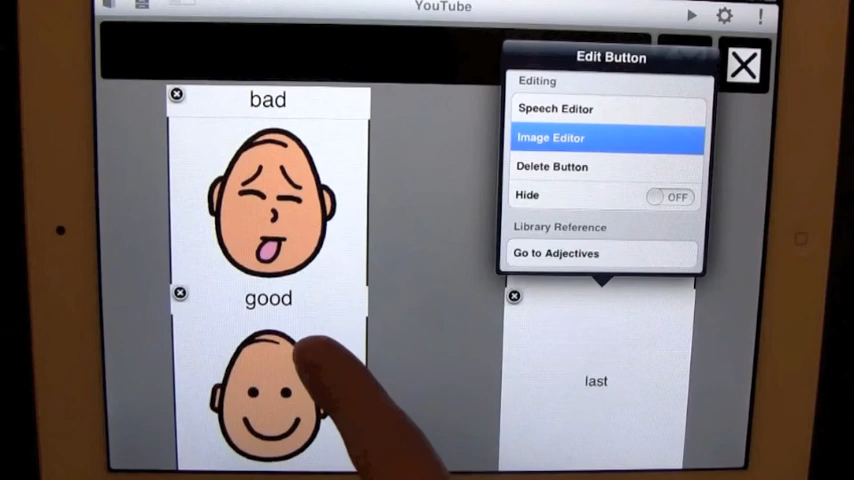 YouTube
Edit Button
Editing
Speech Editor
Image Editor
Delete Button
Hide
OFF
Library Reference
Go to Adjectives
bad
good
last